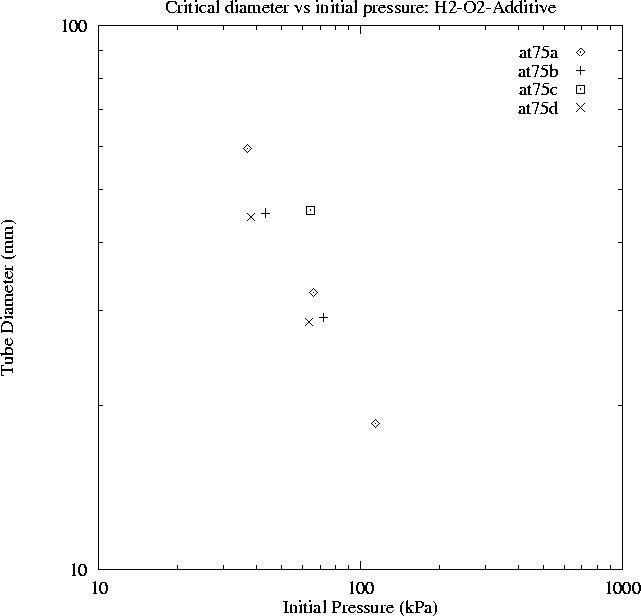 Critical diameter vs initial pressure: H2-O2-Additive
100
at75a
at75b
at75c
at75d
Tube Diameter (mm)
10
10
100
1000
Initial Pressure (kPa)